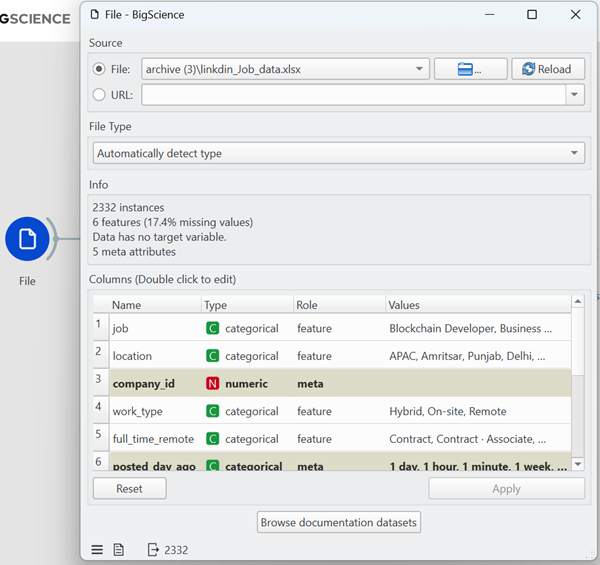 GSCIENCE
File - BigScience
Source
File: archive (3)\linkdin_Job_data.xlsx ... Reload
URL:
File Type
Automatically detect type
Info
2332 instances
6 features (17.4% missing values)
Data has no target variable.
5 meta attributes
File
Columns (Double click to edit)
Name Type Role Values
1 job C categorical feature Blockchain Developer, Business ...
2 location C categorical feature APAC, Amritsar, Punjab, Delhi, ...
3 company_id N numeric meta
4 work_type C categorical feature Hybrid, On-site, Remote
5 full_time_remote C categorical feature Contract, Contract · Associate, ...
6 posted_day_ago C categorical meta 1 day, 1 hour, 1 minute, 1 week, ...
Reset Apply
Browse documentation datasets
2332